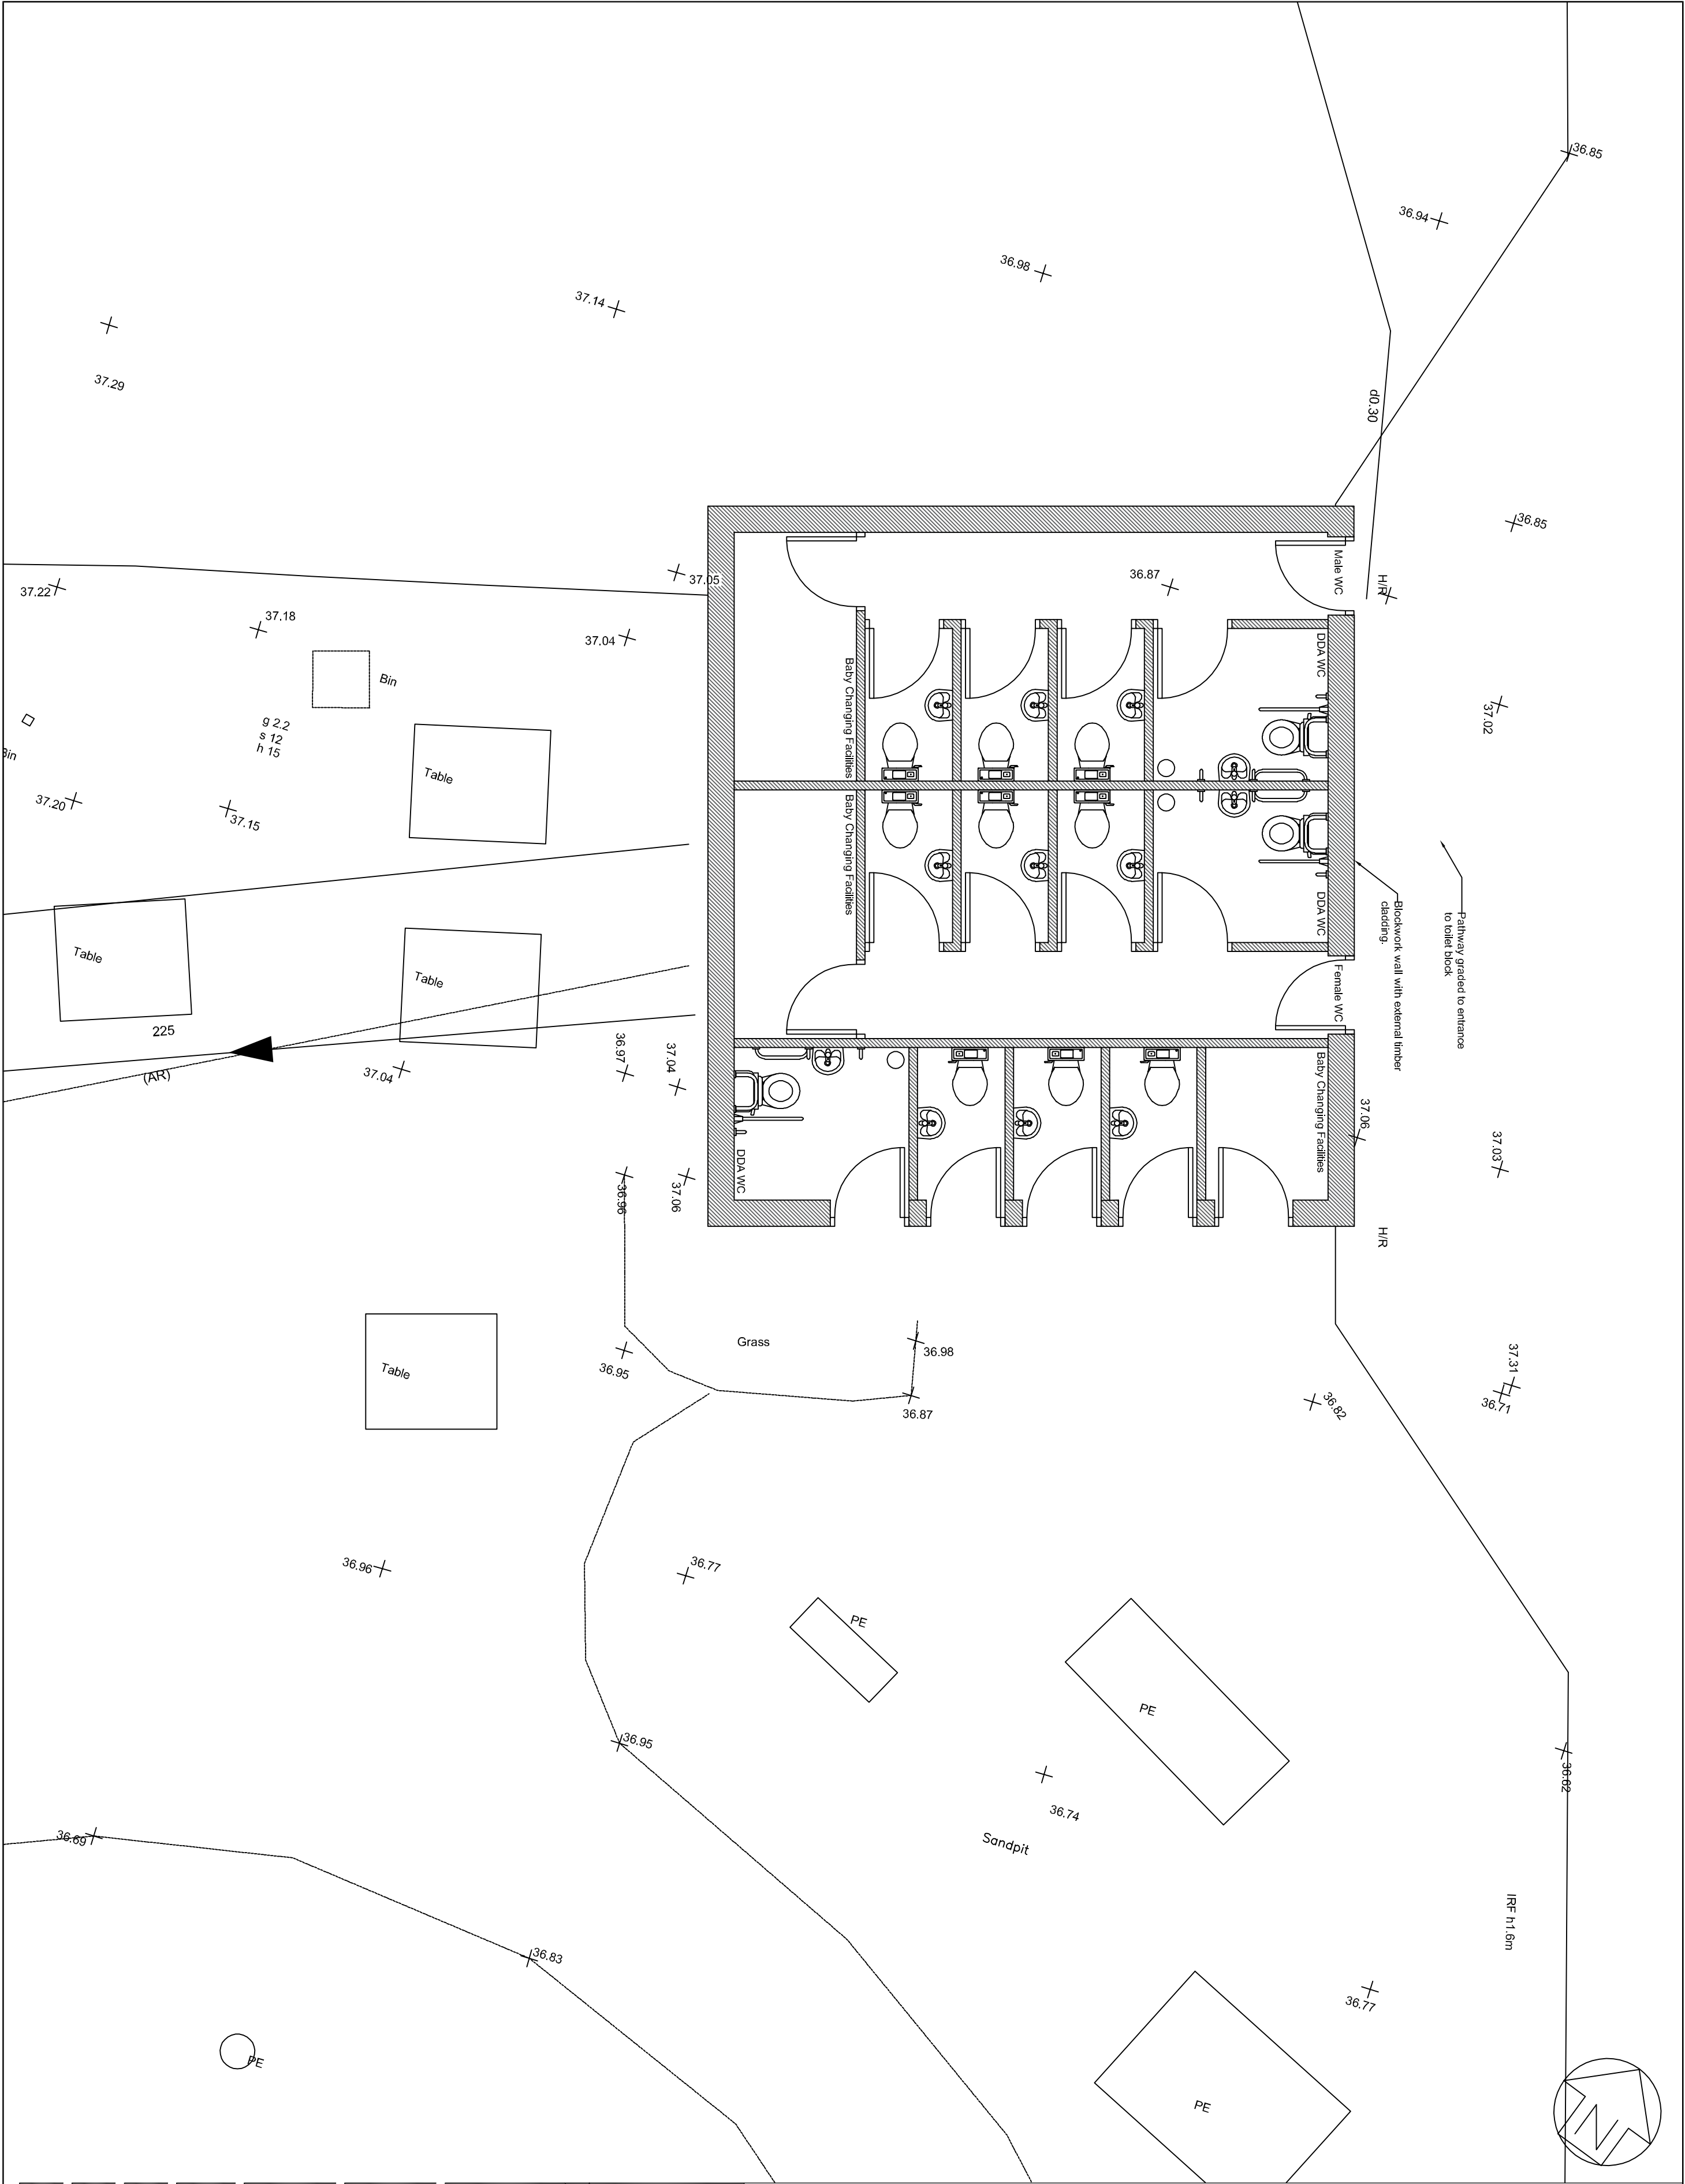 36.85
36.94
36.98
37.14
37.29
d0.30
36.85
37.05
36.87
Male WC
H/R
37.22
37.18
37.04
DDA WC
Baby Changing Facilities
Bin
37.02
g 2.2
s 12
h 15
Bin
Table
37.20
37.15
Baby Changing Facilities
DDA WC
Blockwork wall with external timber
cladding.
Pathway graded to entrance
to toilet block
Table
Table
Female WC
225
(AR)
37.04
36.97
37.04
Baby Changing Facilities
37.06
37.03
DDA WC
36.96
37.06
H/R
Grass
36.98
36.95
Table
36.87
36.82
37.31
36.71
36.96
36.77
PE
PE
36.95
36.62
36.74
Sandpit
36.69
IRF h1.6m
36.83
36.77
PE
PE
N